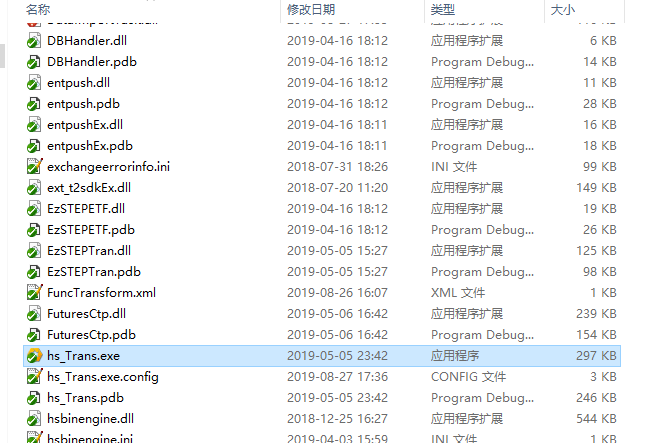 名称 修改日期 类型 大小
DBHandler.dll 2019-04-16 18:12 应用程序扩展 6 KB
DBHandler.pdb 2019-04-16 18:12 Program Debug... 14 KB
entpush.dll 2019-04-16 18:12 应用程序扩展 11 KB
entpush.pdb 2019-04-16 18:12 Program Debug... 28 KB
entpushEx.dll 2019-04-16 18:11 应用程序扩展 16 KB
entpushEx.pdb 2019-04-16 18:11 Program Debug... 18 KB
exchangeerrorinfo.ini 2018-07-31 18:26 INI 文件 99 KB
ext_t2sdkEx.dll 2018-07-20 11:20 应用程序扩展 149 KB
EzSTEPETF.dll 2019-04-16 18:12 应用程序扩展 19 KB
EzSTEPETF.pdb 2019-04-16 18:12 Program Debug... 26 KB
EzSTEPTran.dll 2019-05-05 15:27 应用程序扩展 125 KB
EzSTEPTran.pdb 2019-05-05 15:27 Program Debug... 98 KB
FuncTransform.xml 2019-08-26 16:07 XML 文件 1 KB
FuturesCtp.dll 2019-05-06 16:42 应用程序扩展 239 KB
FuturesCtp.pdb 2019-05-06 16:42 Program Debug... 154 KB
hs_Trans.exe 2019-05-05 23:42 应用程序 297 KB
hs_Trans.exe.config 2019-08-27 17:36 CONFIG 文件 3 KB
hs_Trans.pdb 2019-05-05 23:42 Program Debug... 246 KB
hsbinengine.dll 2018-12-25 16:27 应用程序扩展 544 KB
hsbinengine.ini 2019-04-03 15:59 INI 文件 1 KB